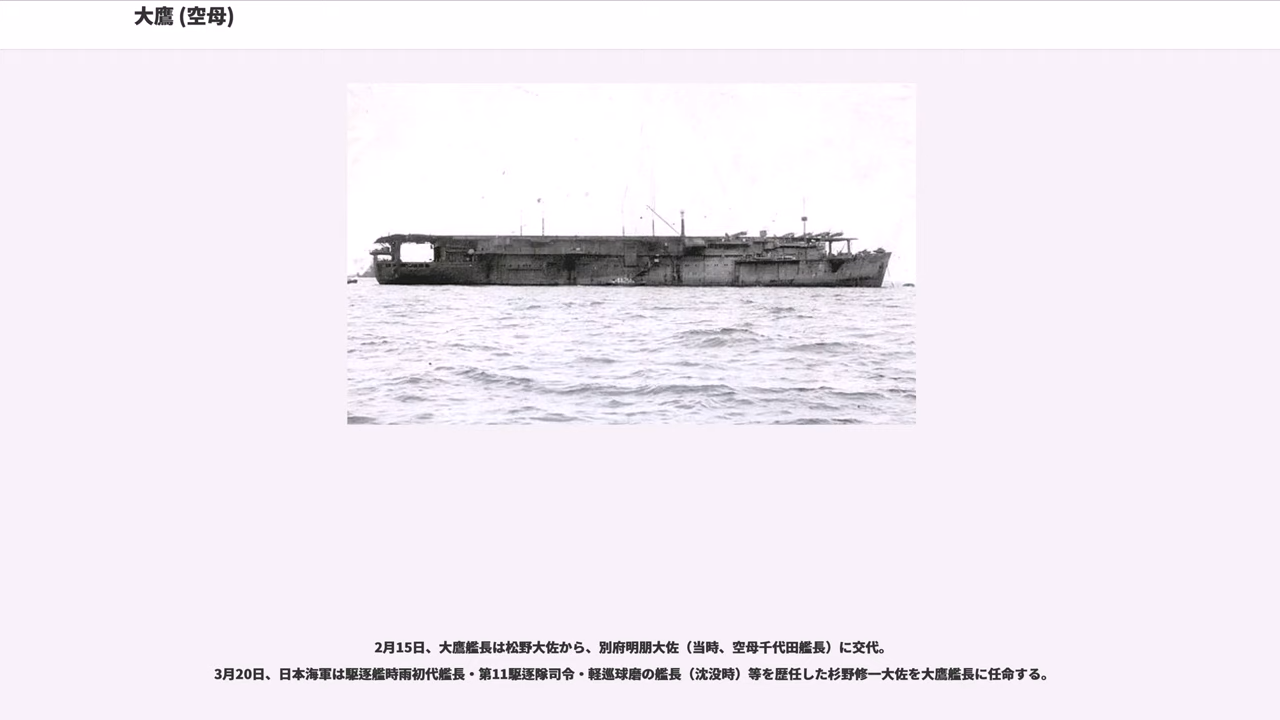 大鷹 (空母)
2月15日、大鷹艦長は松野大佐から、別府明朋大佐（当時、空母千代田艦長）に交代。
3月20日、日本海軍は駆逐艦時雨初代艦長・第11駆逐隊司令・軽巡球磨の艦長（沈没時）等を歴任した杉野修一大佐を大鷹艦長に任命する。